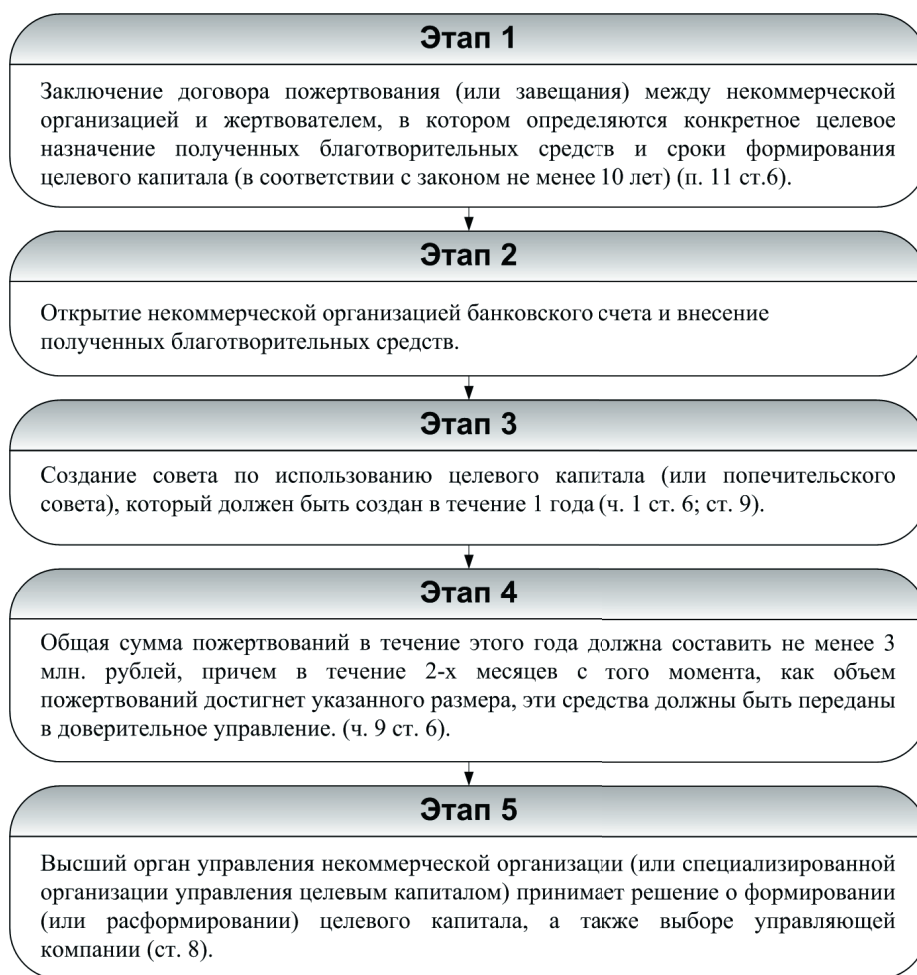 Этап 1
Заключение договора пожертвования (или завещания) между некоммерческой
организацией и жертвователем, в котором определяются конкретное целевое
назначение полученных благотворительных средств и сроки формирования
целевого капитала (в соответствии с законом не менее 10 лет) (п. 11 ст.6).
Этап 2
Открытие некоммерческой организацией банковского счета и внесение
полученных благотворительных средств.
Этап 3
Создание совета по использованию целевого капитала (или попечительского
совета), который должен быть создан в течение 1 года (ч. 1 ст. 6; ст. 9).
Этап 4
Общая сумма пожертвований в течение этого года должна составить не менее 3
млн. рублей, причем в течение 2-х месяцев с того момента, как объем
пожертвований достигнет указанного размера, эти средства должны быть переданы
в доверительное управление. (ч. 9 ст. 6).
Этап 5
Высший орган управления некоммерческой организации (или специализированной
организации управления целевым капиталом) принимает решение о формировании
(или расформировании) целевого капитала, а также выборе управляющей
компании (ст. 8).